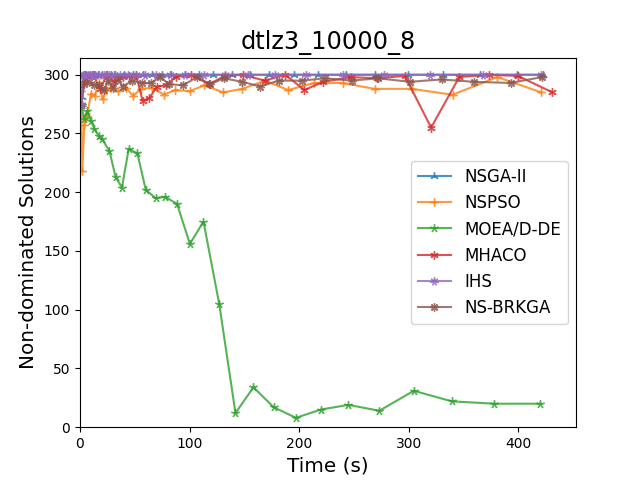 dtlz3_10000_8
300
250
200
150
100
50
0
Non-dominated Solutions
NSGA-II
NSPSO
MOEA/D-DE
MHACO
IHS
NS-BRKGA
0 100 200 300 400
Time (s)